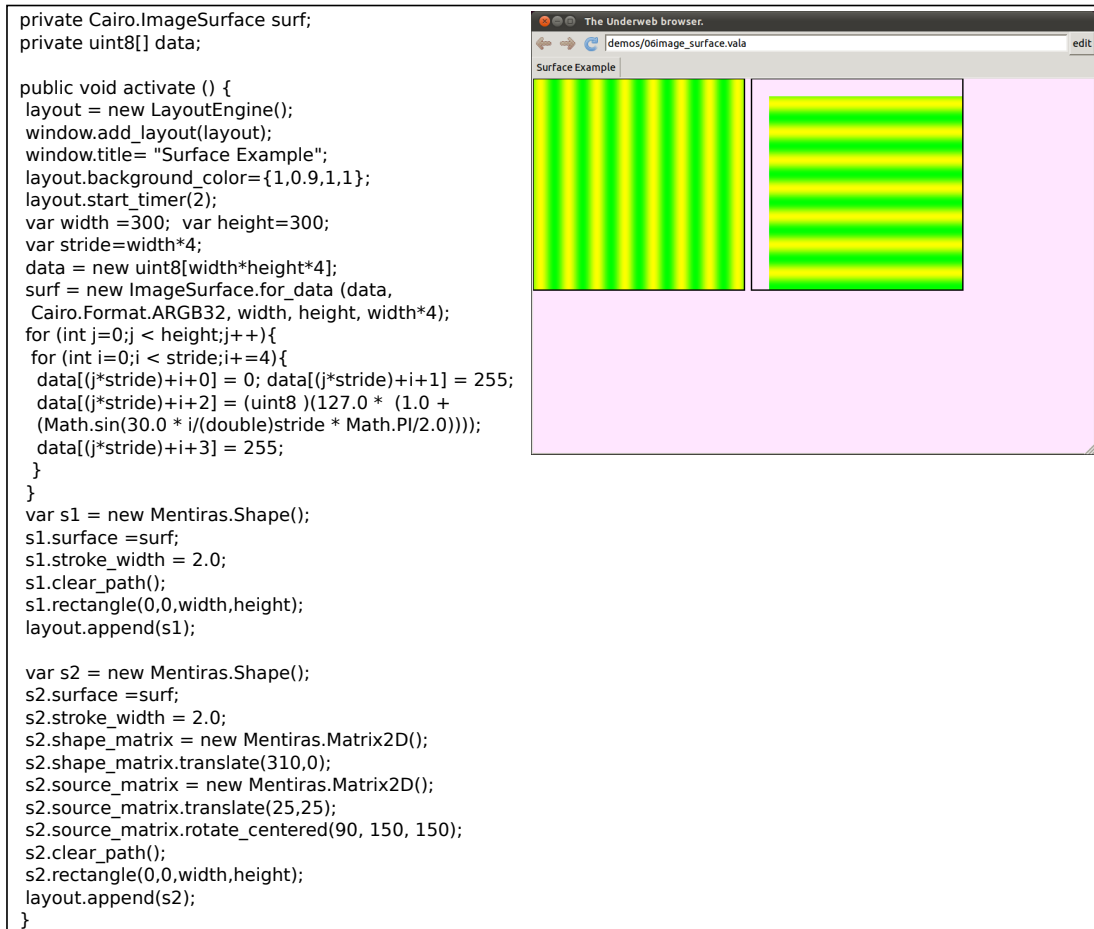 private Cairo.ImageSurface surf;
private uint8[] data;
public void activate () {
layout = new LayoutEngine();
window.add_layout(layout);
window.title= "Surface Example";
layout.background_color={1,0.9,1,1};
layout.start_timer(2);
var width =300;  var height=300;
var stride=width*4;
data = new uint8[width*height*4];
surf = new ImageSurface.for_data (data,
Cairo.Format.ARGB32, width, height, width*4);
for (int j=0;j < height;j++){
for (int i=0;i < stride;i+=4){
data[(j*stride)+i+0] = 0; data[(j*stride)+i+1] = 255;
data[(j*stride)+i+2] = (uint8 )(127.0 *  (1.0 +
(Math.sin(30.0 * i/(double)stride * Math.PI/2.0))));
data[(j*stride)+i+3] = 255;
}
}
var s1 = new Mentiras.Shape();
s1.surface =surf;
s1.stroke_width = 2.0;
s1.clear_path();
s1.rectangle(0,0,width,height);
layout.append(s1);
var s2 = new Mentiras.Shape();
s2.surface =surf;
s2.stroke_width = 2.0;
s2.shape_matrix = new Mentiras.Matrix2D();
s2.shape_matrix.translate(310,0);
s2.source_matrix = new Mentiras.Matrix2D();
s2.source_matrix.translate(25,25);
s2.source_matrix.rotate_centered(90, 150, 150);
s2.clear_path();
s2.rectangle(0,0,width,height);
layout.append(s2);
}
The Underweb browser.
demos/06image_surface.vala
edit
Surface Example